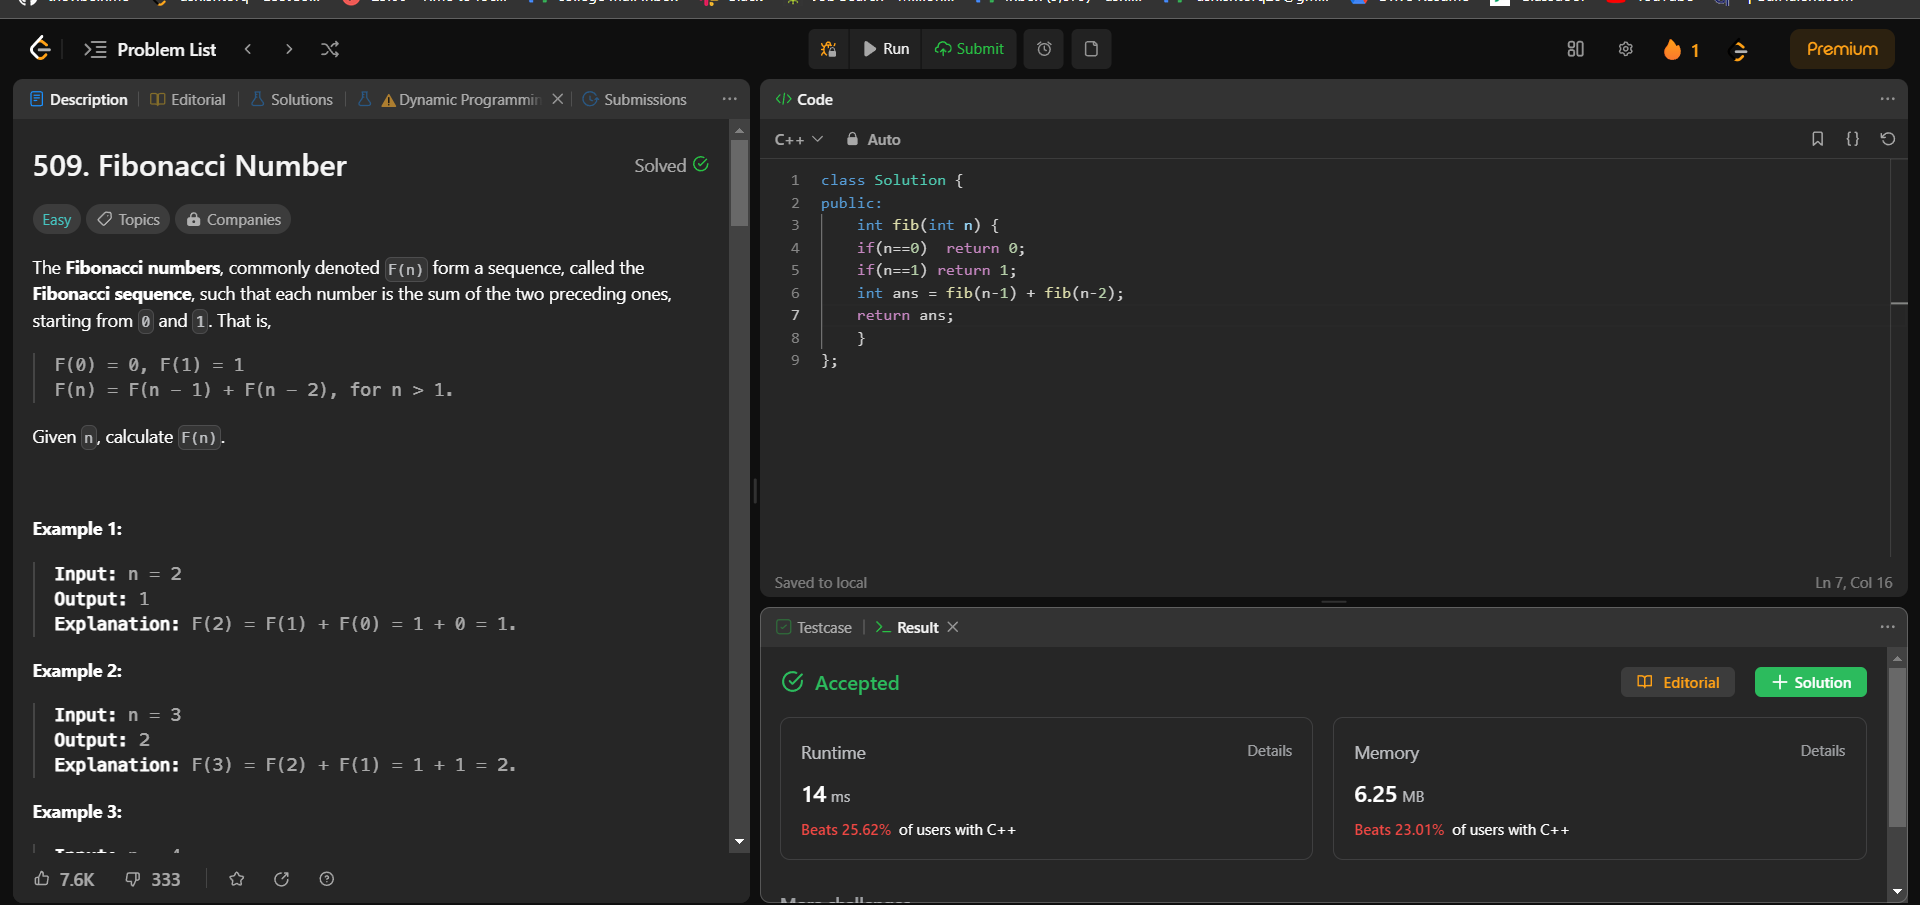 Problem List
Run
Submit
1
Premium
Description
Editorial
Solutions
Dynamic Programmin
Submissions
509. Fibonacci Number
Solved
Easy
Topics
Companies
The Fibonacci numbers, commonly denoted F(n) form a sequence, called the
Fibonacci sequence, such that each number is the sum of the two preceding ones,
starting from 0 and 1. That is,
F(0) = 0, F(1) = 1
F(n) = F(n - 1) + F(n - 2), for n > 1.
Given n, calculate F(n).
Example 1:
Input: n = 2
Output: 1
Explanation: F(2) = F(1) + F(0) = 1 + 0 = 1.
Example 2:
Input: n = 3
Output: 2
Explanation: F(3) = F(2) + F(1) = 1 + 1 = 2.
Example 3:
7.6K
333
Code
C++
Auto
1 class Solution {
2 public:
3 int fib(int n) {
4 if(n==0)  return 0;
5 if(n==1) return 1;
6 int ans = fib(n-1) + fib(n-2);
7 return ans;
8 }
9 };
Saved to local
Ln 7, Col 16
Testcase
Result
Accepted
Editorial
Solution
Runtime
Details
14 ms
Beats 25.62% of users with C++
Memory
Details
6.25 MB
Beats 23.01% of users with C++